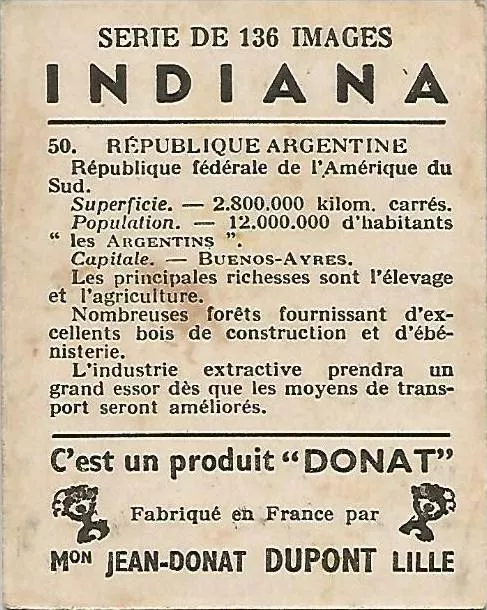 SERIE DE 136 IMAGES
INDIANA
50. RÉPUBLIQUE ARGENTINE
République fédérale de l'Amérique du
Sud.
Superficie. — 2.800.000 kilom. carrés.
Population. — 12.000.000 d'habitants
“ les ARGENTINS ”.
Capitale. — BUENOS-AYRES.
Les principales richesses sont l'élevage
et l'agriculture.
Nombreuses forêts fournissant d'ex-
cellents bois de construction et d'ébé-
nisterie.
L'industrie extractive prendra un
grand essor dès que les moyens de trans-
port seront améliorés.
C'est un produit “DONAT”
Fabriqué en France par
MON JEAN-DONAT DUPONT LILLE